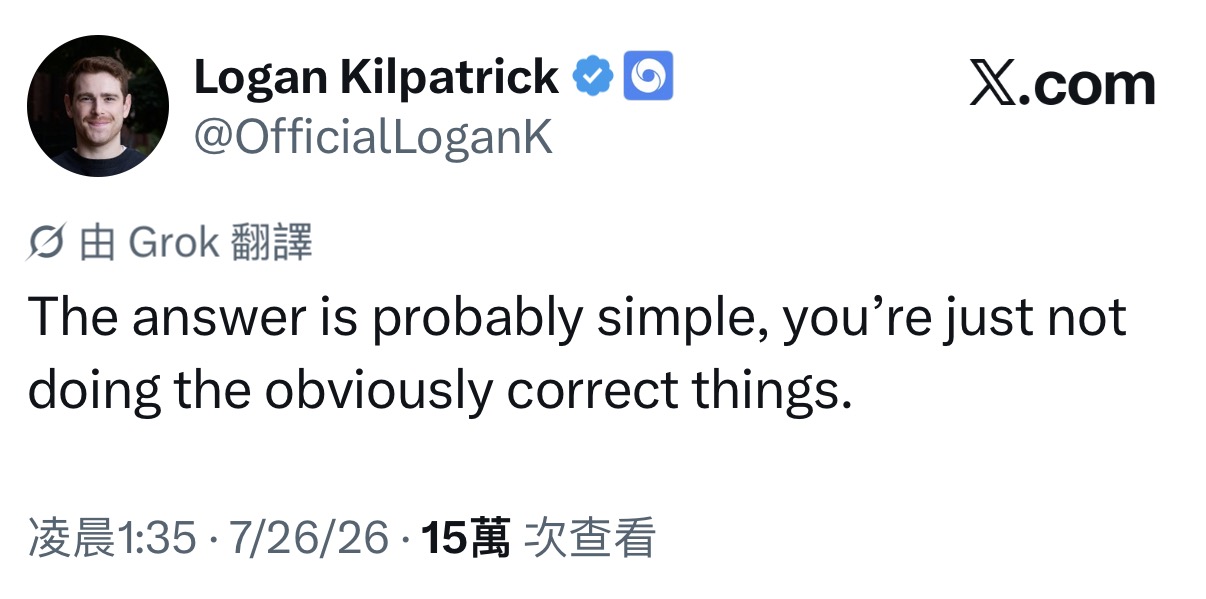 Logan Kilpatrick
X.com
@OfficialLoganK
由 Grok 翻譯
The answer is probably simple, you’re just not
doing the obviously correct things.
凌晨1:35 · 7/26/26 · 15萬 次查看